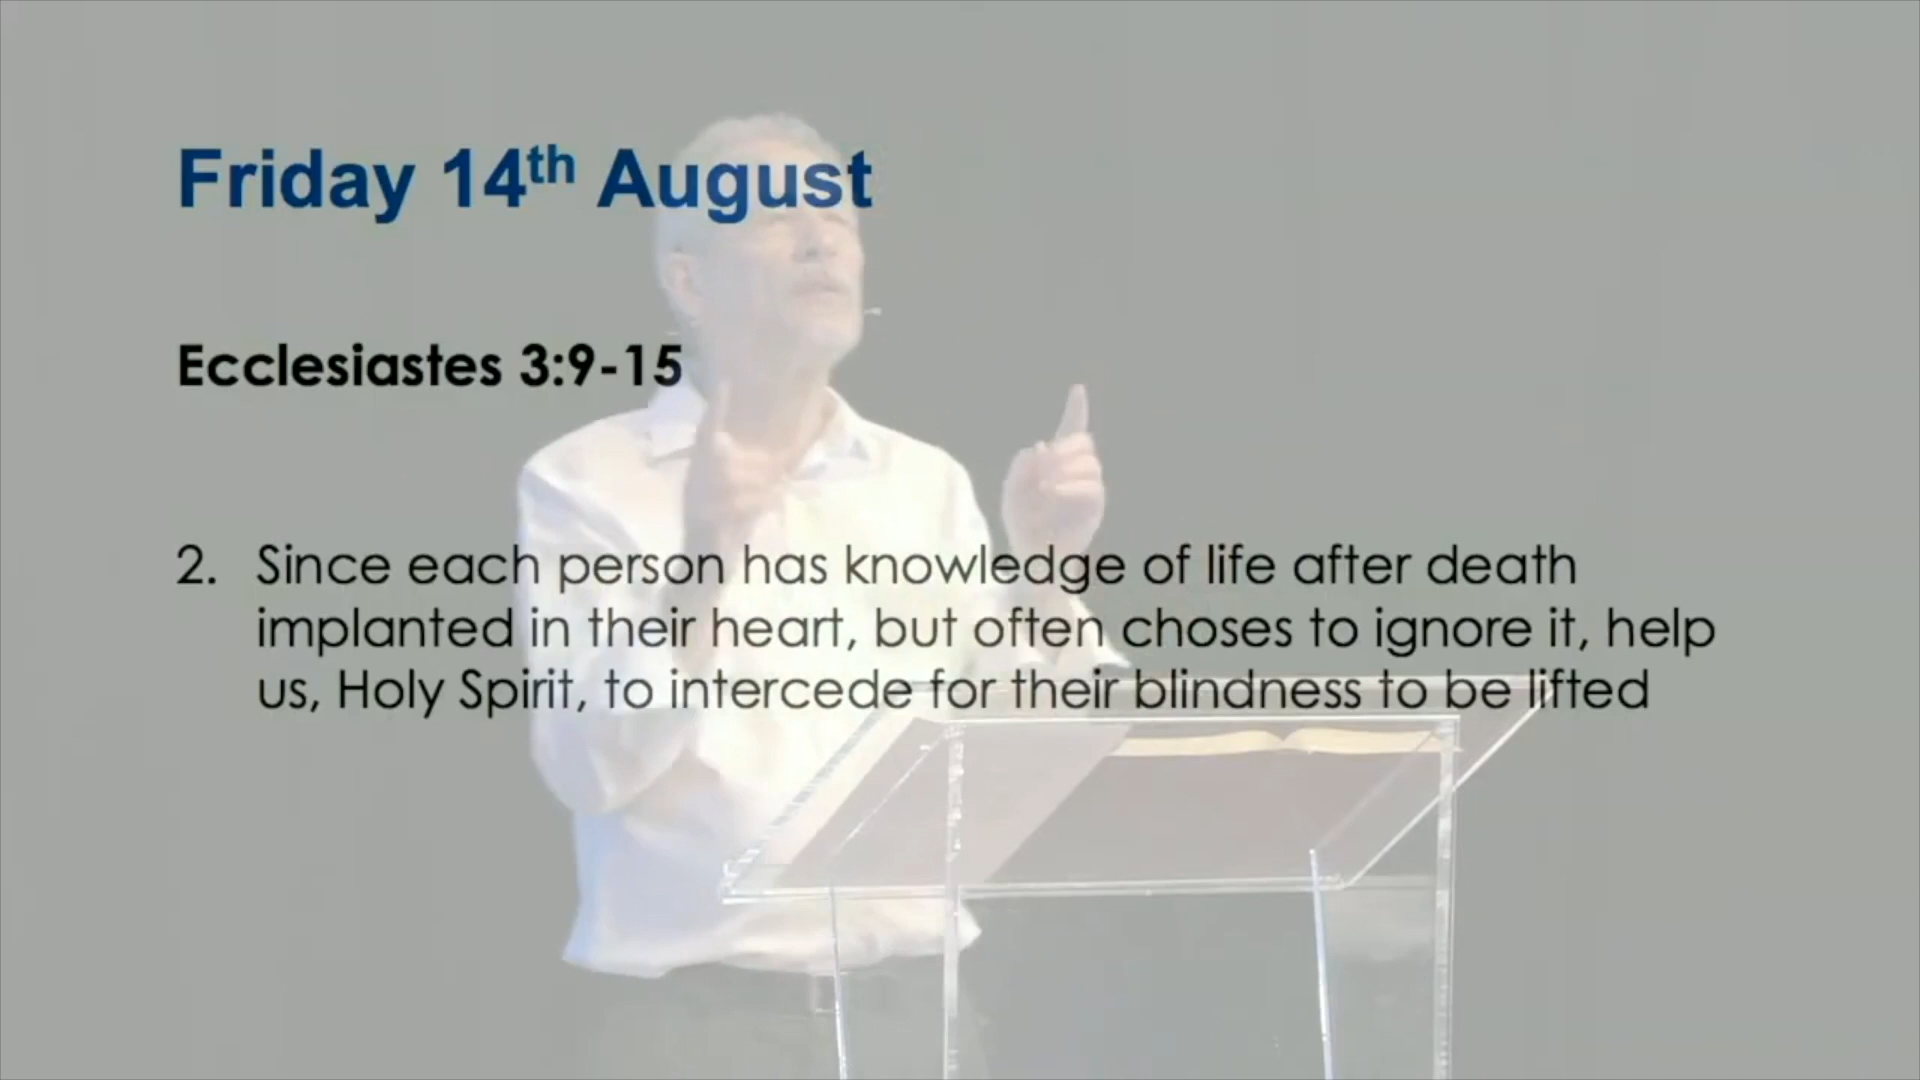 Friday 14th August
Ecclesiastes 3:9-15
2. Since each person has knowledge of life after death
implanted in their heart, but often choses to ignore it, help
us, Holy Spirit, to intercede for their blindness to be lifted